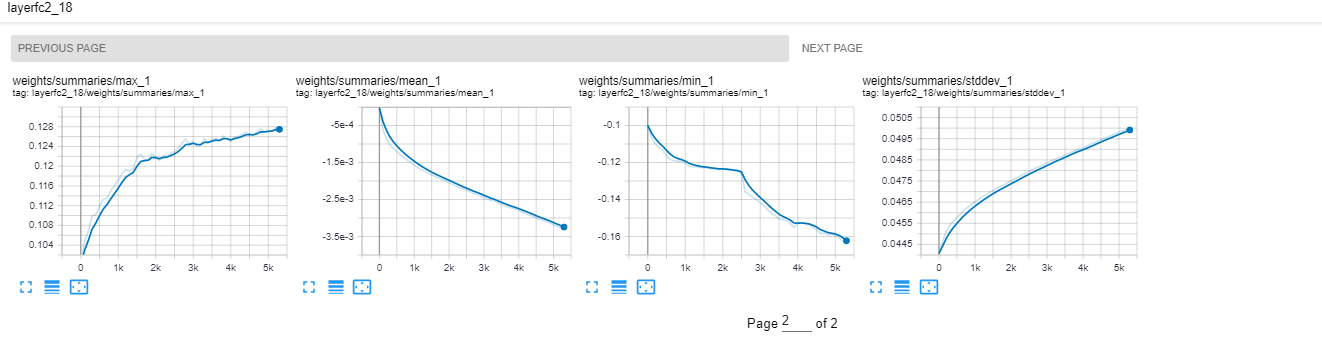 layerfc2_18
PREVIOUS PAGE NEXT PAGE
weights/summaries/max_1
tag: layerfc2_18/weights/summaries/max_1
0.128
0.124
0.12
0.116
0.112
0.108
0.104
0 1k 2k 3k 4k 5k
weights/summaries/mean_1
tag: layerfc2_18/weights/summaries/mean_1
-5e-4
-1.5e-3
-2.5e-3
-3.5e-3
0 1k 2k 3k 4k 5k
weights/summaries/min_1
tag: layerfc2_18/weights/summaries/min_1
-0.1
-0.12
-0.14
-0.16
0 1k 2k 3k 4k 5k
weights/summaries/stddev_1
tag: layerfc2_18/weights/summaries/stddev_1
0.0505
0.0495
0.0485
0.0475
0.0465
0.0455
0.0445
0 1k 2k 3k 4k 5k
Page 2 of 2